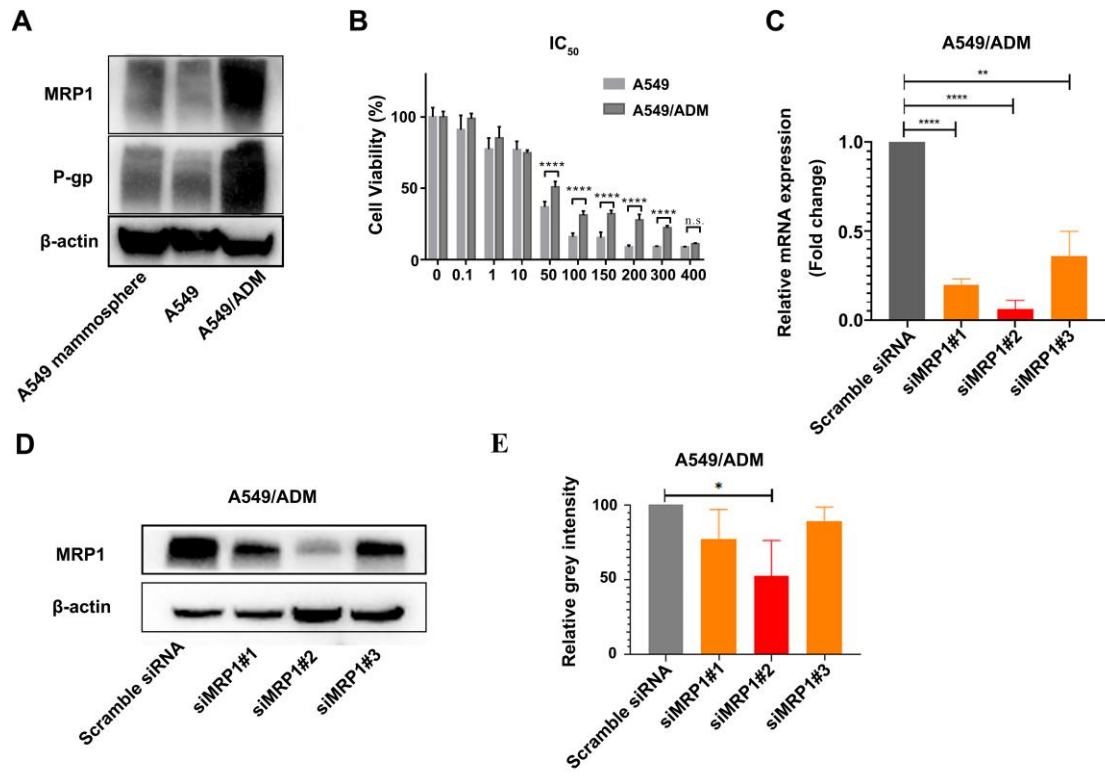 A
MRP1
P-gp
β-actin
A549 mammosphere
A549
A549/ADM
B
IC50
A549
A549/ADM
Cell Viability (%)
100
50
0
**** **** **** **** **** n.s.
0 0.1 1 10 50 100 150 200 300 400
C
A549/ADM
**
****
****
Relative mRNA expression
(Fold change)
1.0
0.5
0.0
Scramble siRNA
siMRP1#1
siMRP1#2
siMRP1#3
D
A549/ADM
MRP1
β-actin
Scramble siRNA
siMRP1#1
siMRP1#2
siMRP1#3
E
A549/ADM
*
Relative grey intensity
100
50
0
Scramble siRNA
siMRP1#1
siMRP1#2
siMRP1#3